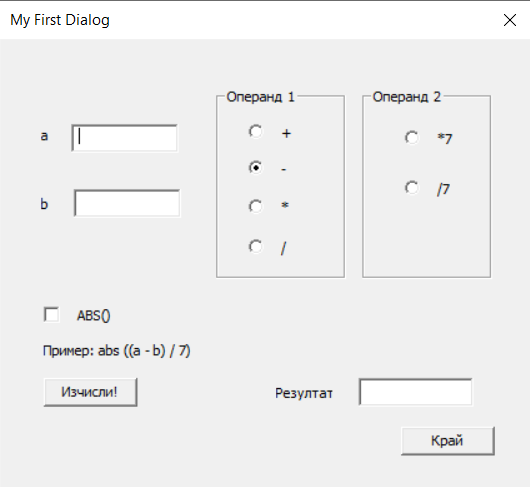 My First Dialog
Операнд 1
Операнд 2
a
+
*7
-
b
*
/7
/
ABS()
Пример: abs ((a - b) / 7)
Изчисли!
Резултат
Край